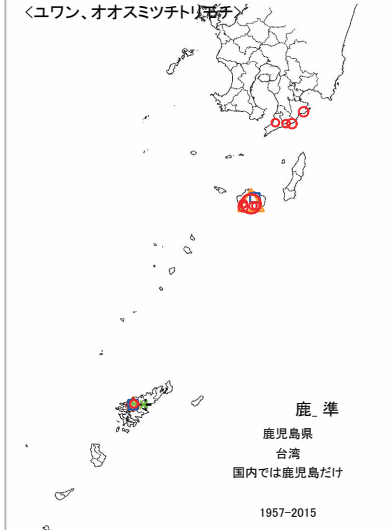 <ユワン、オオスミツチトリモチ>
鹿_準
鹿児島県
台湾
国内では鹿児島だけ
1957-2015